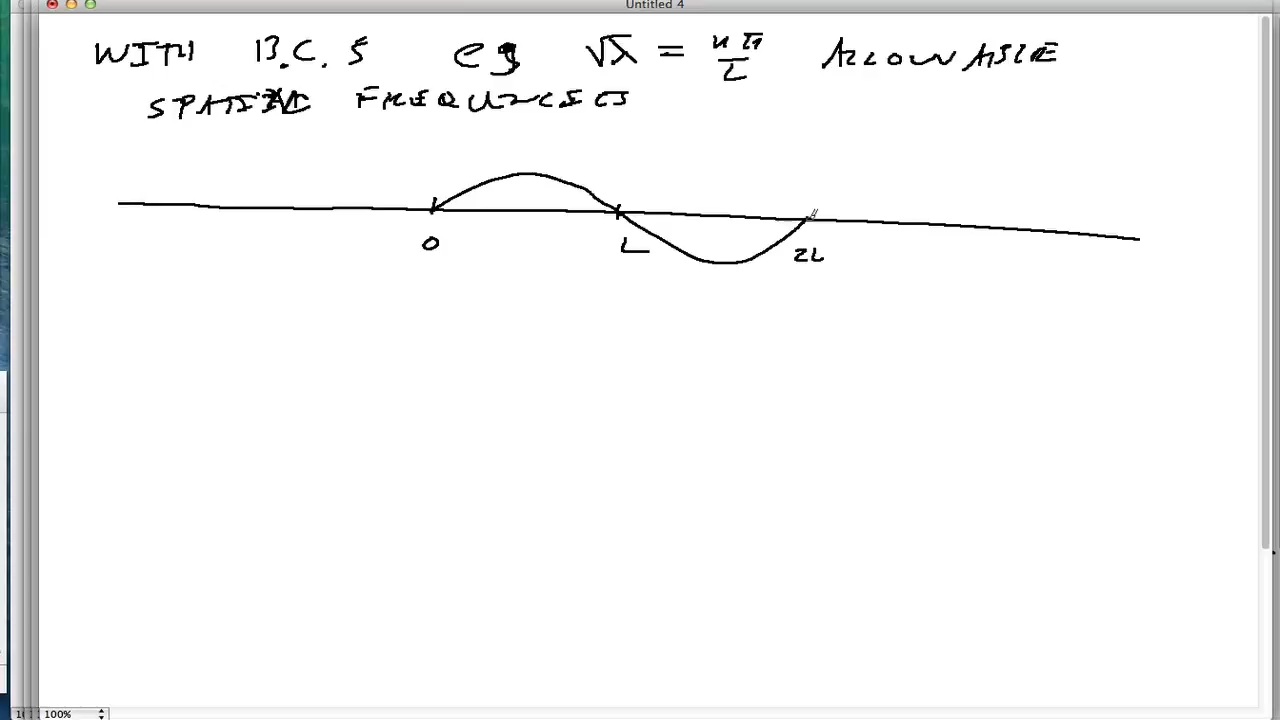 Untitled 4
WITH B.C.S eg √λ = nπ/L ALLOWABLE
SPATIAL FREQUENCIES
0 L 2L
100%